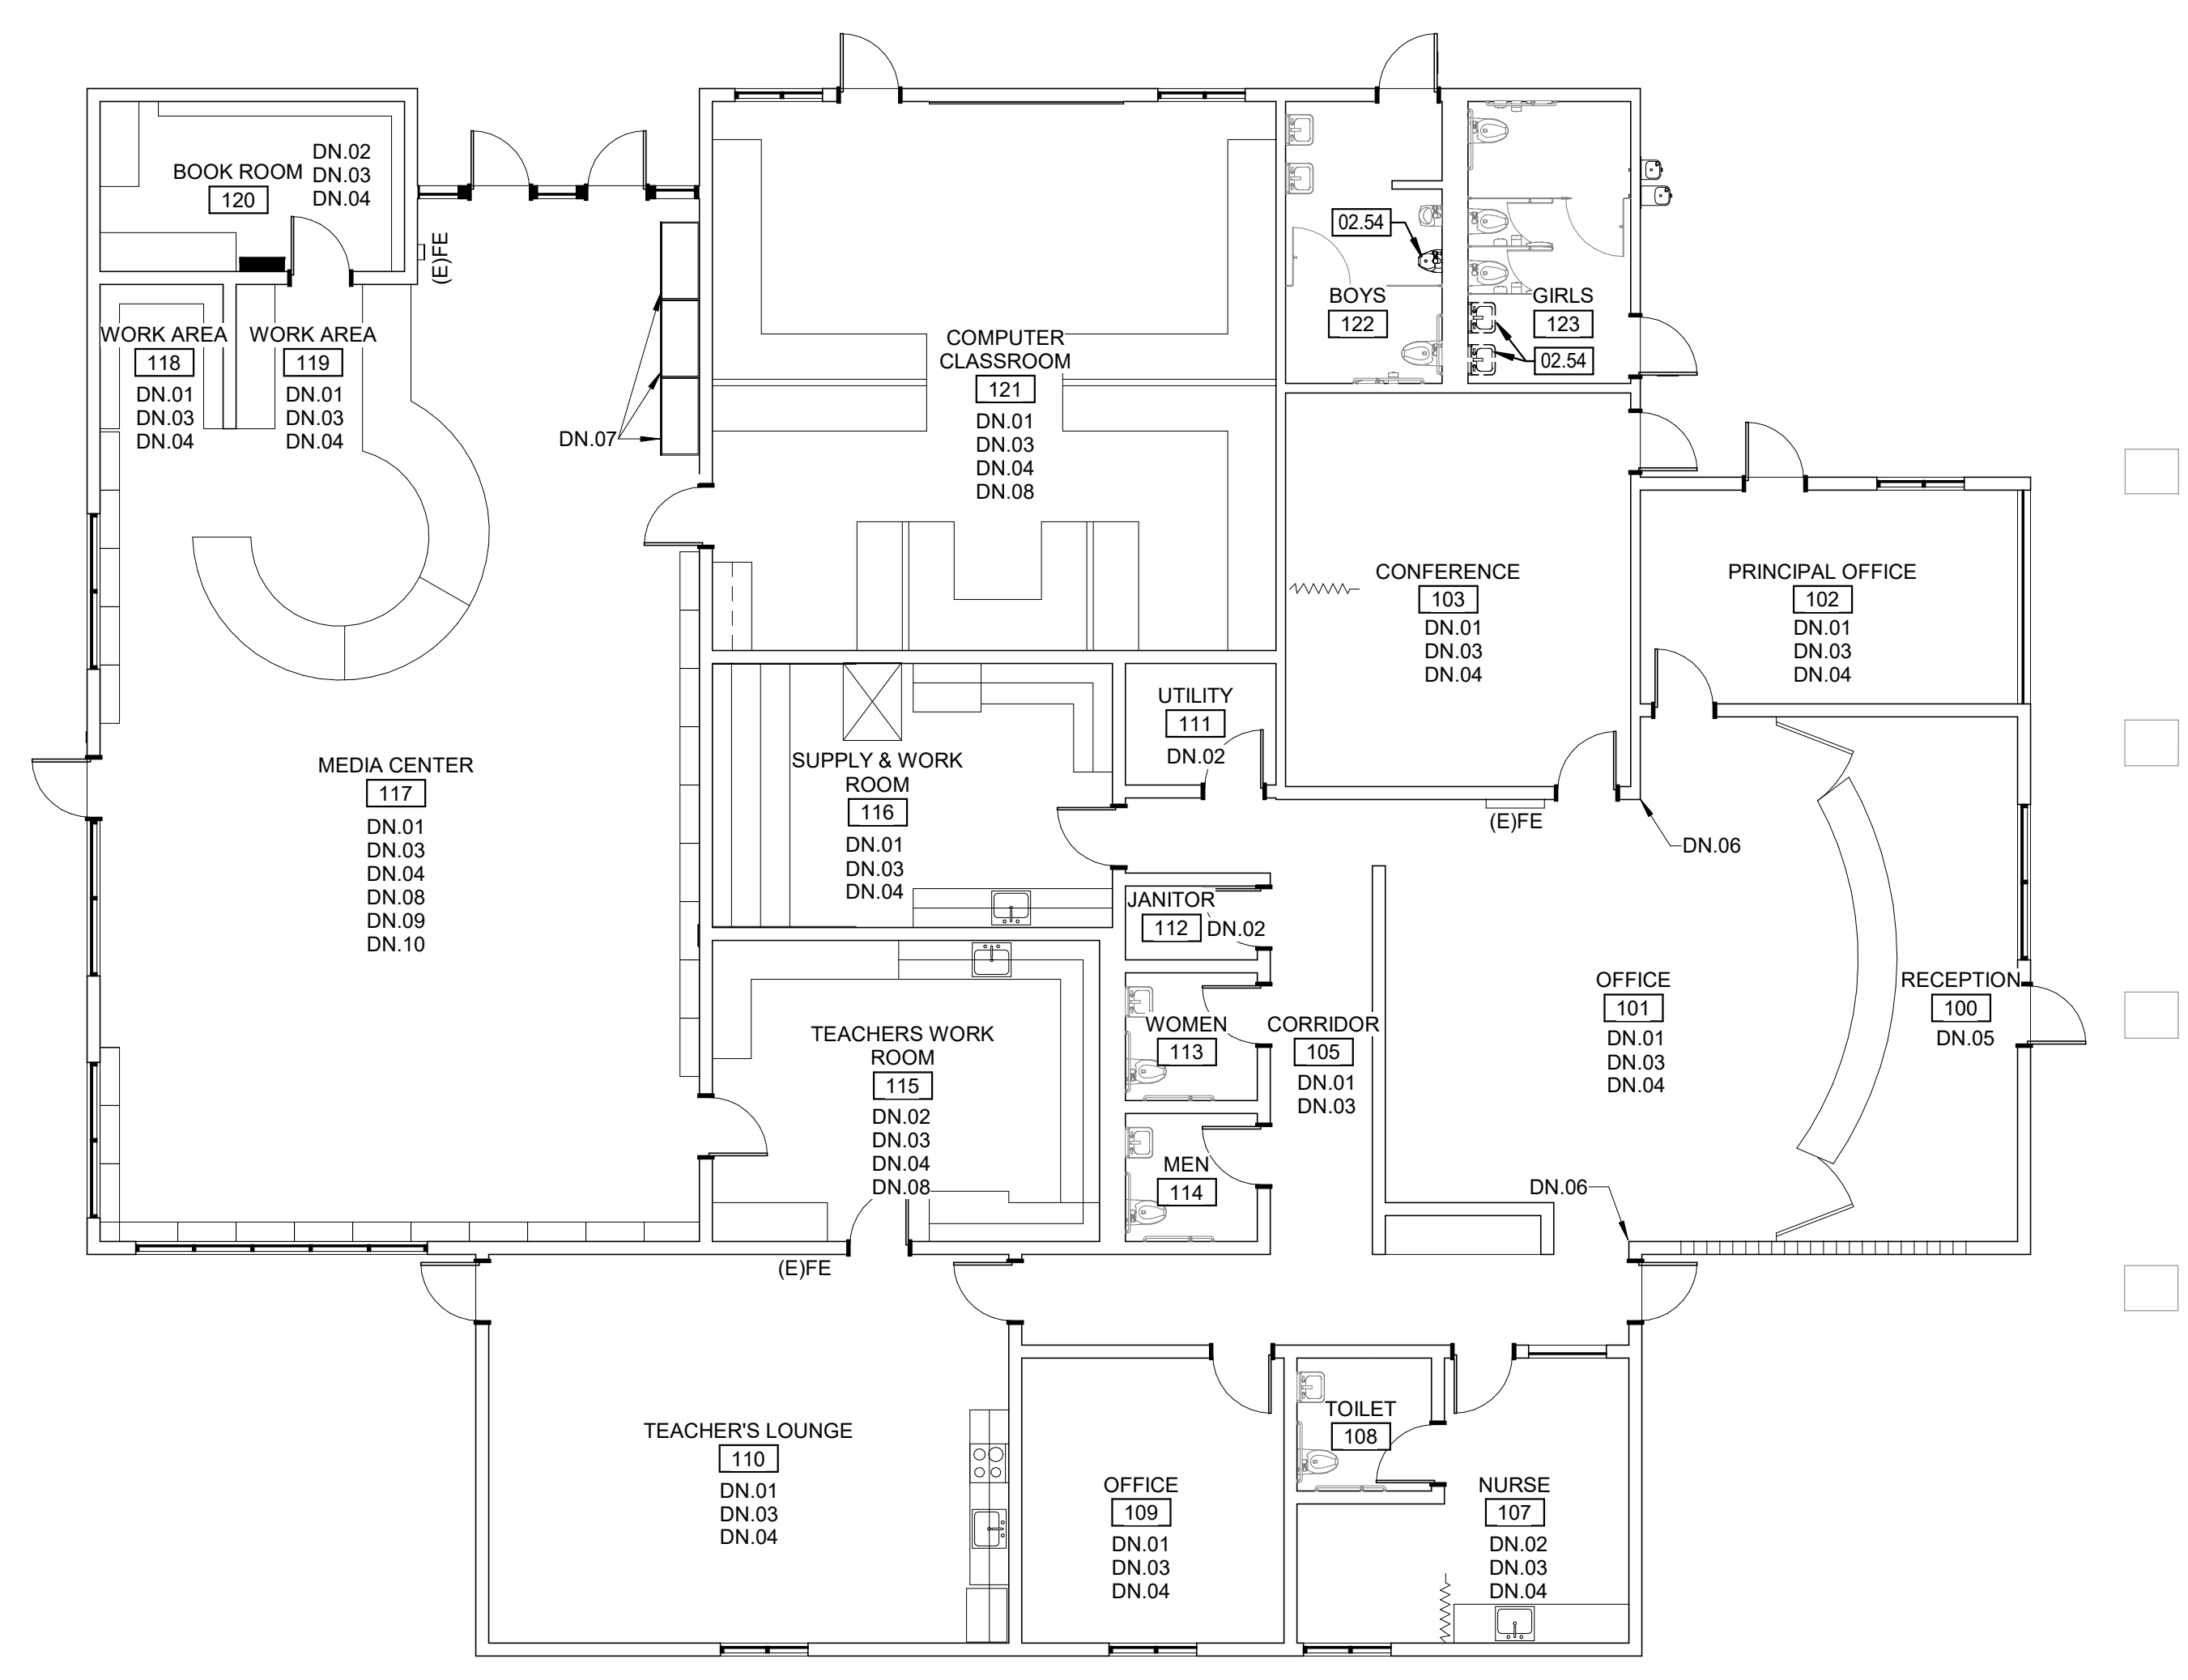 BOOK ROOM
120
DN.02
DN.03
DN.04
(E)FE
WORK AREA
118
DN.01
DN.03
DN.04
WORK AREA
119
DN.01
DN.03
DN.04
DN.07
COMPUTER
CLASSROOM
121
DN.01
DN.03
DN.04
DN.08
02.54
BOYS
122
GIRLS
123
02.54
CONFERENCE
103
DN.01
DN.03
DN.04
PRINCIPAL OFFICE
102
DN.01
DN.03
DN.04
MEDIA CENTER
117
DN.01
DN.03
DN.04
DN.08
DN.09
DN.10
SUPPLY & WORK
ROOM
116
DN.01
DN.03
DN.04
UTILITY
111
DN.02
(E)FE
DN.06
JANITOR
112
DN.02
WOMEN
113
MEN
114
CORRIDOR
105
DN.01
DN.03
OFFICE
101
DN.01
DN.03
DN.04
RECEPTION
100
DN.05
TEACHERS WORK
ROOM
115
DN.02
DN.03
DN.04
DN.08
DN.06
(E)FE
TEACHER'S LOUNGE
110
DN.01
DN.03
DN.04
OFFICE
109
DN.01
DN.03
DN.04
TOILET
108
NURSE
107
DN.02
DN.03
DN.04